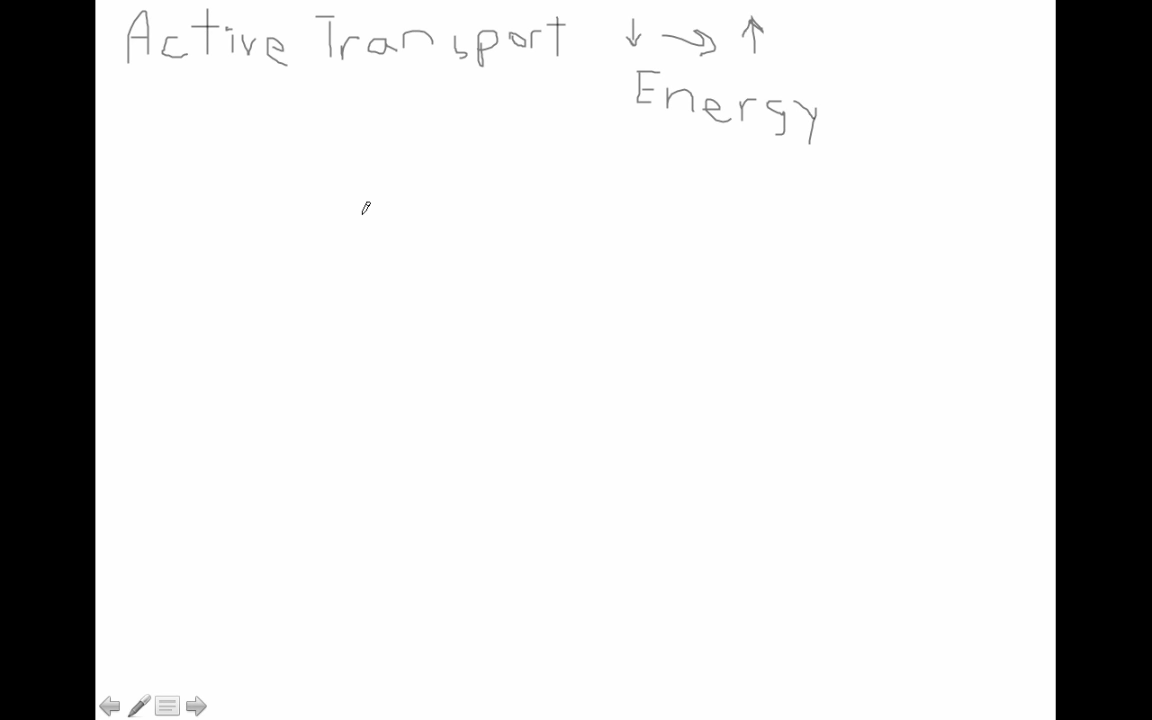 Active Transport ↓ → ↑
Energy